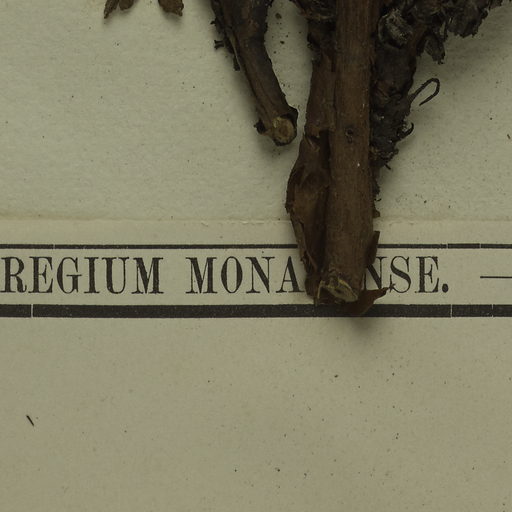 REGIUM MONA NSE. —